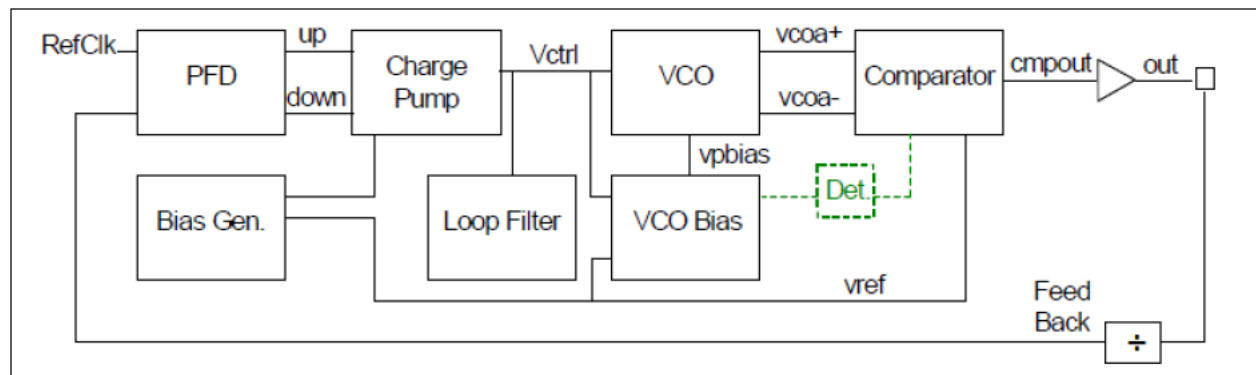 RefClk
PFD
up
down
Charge
Pump
Vctrl
VCO
vcoa+
vcoa-
Comparator
cmpout
out
Bias Gen.
Loop Filter
vpbias
VCO Bias
Det.
vref
Feed
Back
÷